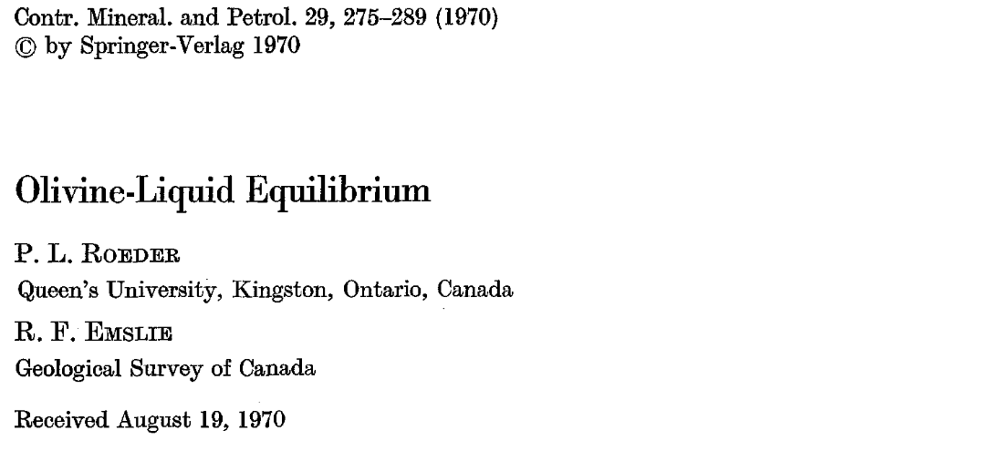 Contr. Mineral. and Petrol. 29, 275–289 (1970)
© by Springer-Verlag 1970
Olivine-Liquid Equilibrium
P. L. ROEDER
Queen's University, Kingston, Ontario, Canada
R. F. EMSLIE
Geological Survey of Canada
Received August 19, 1970